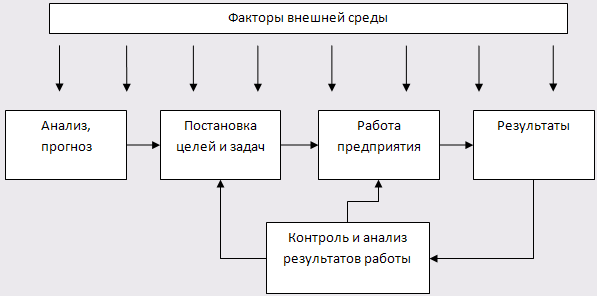 Факторы внешней среды
Анализ,
прогноз
Постановка
целей и задач
Работа
предприятия
Результаты
Контроль и анализ
результатов работы